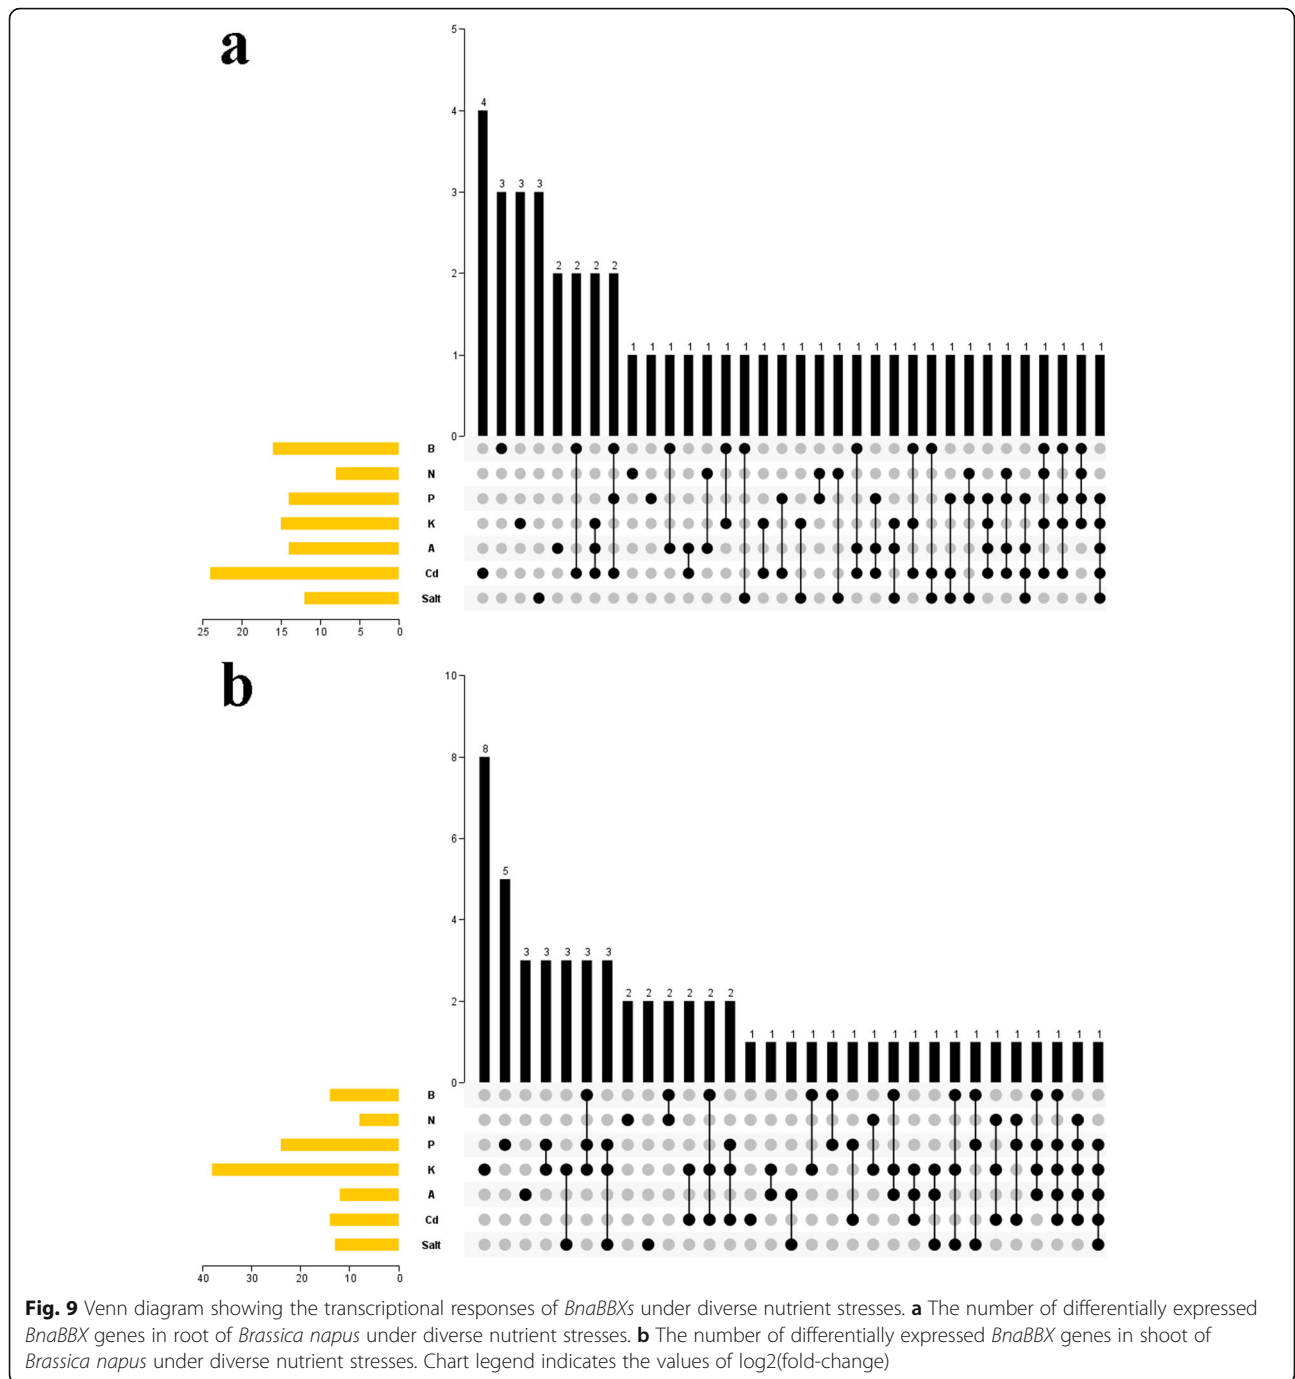 a
5
4
3
2
1
0
4 3 3 3 2 2 2 2 1 1 1 1 1 1 1 1 1 1 1 1 1 1 1 1 1 1 1 1 1 1 1 1 1 1
B
N
P
K
A
Cd
Salt
25 20 15 10 5 0
b
10
8
6
4
2
0
8 5 3 3 3 3 3 2 2 2 2 2 2 1 1 1 1 1 1 1 1 1 1 1 1 1 1 1 1 1 1
B
N
P
K
A
Cd
Salt
40 30 20 10 0
Fig. 9 Venn diagram showing the transcriptional responses of BnaBBXs under diverse nutrient stresses. a The number of differentially expressed
BnaBBX genes in root of Brassica napus under diverse nutrient stresses. b The number of differentially expressed BnaBBX genes in shoot of
Brassica napus under diverse nutrient stresses. Chart legend indicates the values of log2(fold-change)